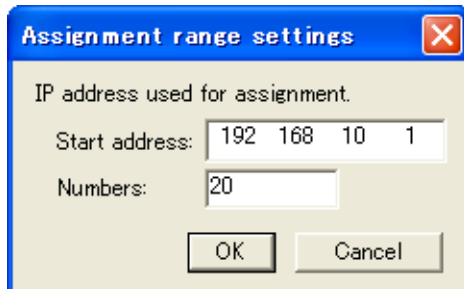 Assignment range settings
IP address used for assignment.
Start address: 192 168 10 1
Numbers: 20
OK Cancel